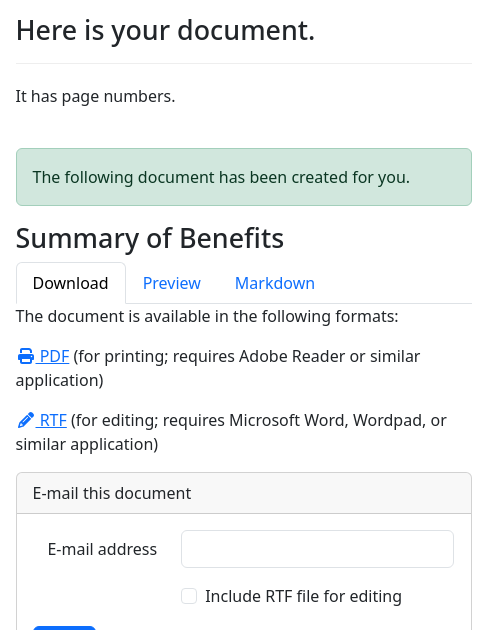 Here is your document.
It has page numbers.
The following document has been created for you.
Summary of Benefits
Download Preview Markdown
The document is available in the following formats:
PDF (for printing; requires Adobe Reader or similar
application)
RTF (for editing; requires Microsoft Word, Wordpad, or
similar application)
E-mail this document
E-mail address
Include RTF file for editing